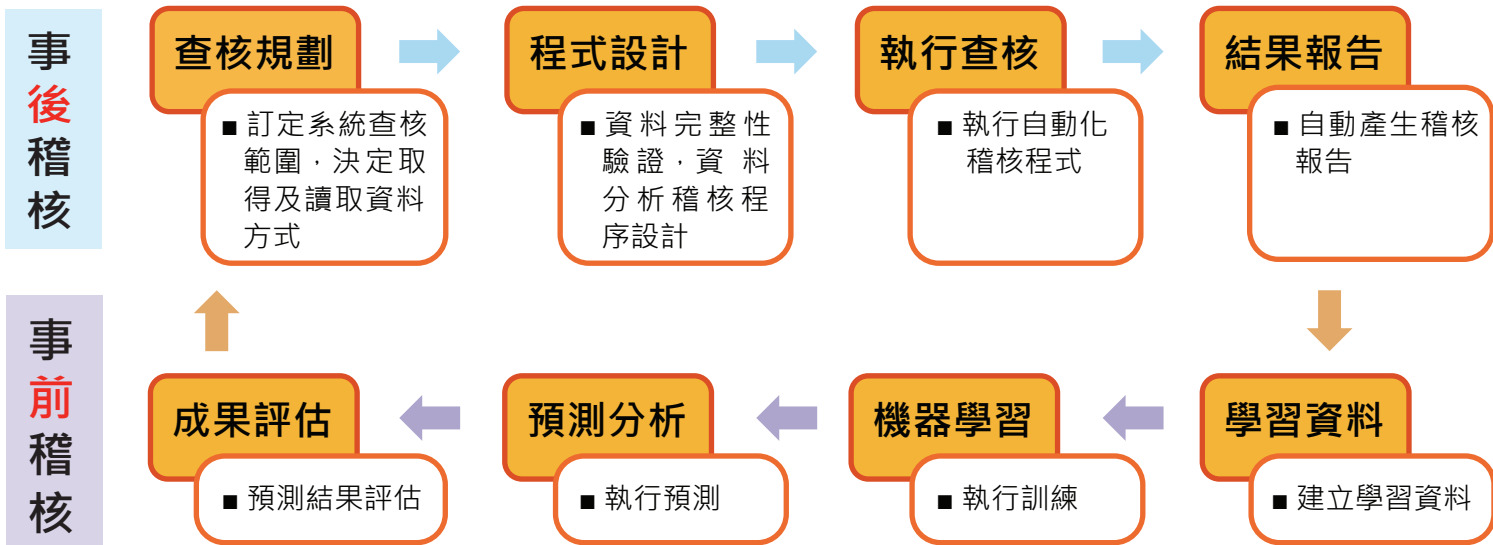 事後稽核
查核規劃
■ 訂定系統查核
範圍，決定取
得及讀取資料
方式
程式設計
■ 資料完整性
驗證，資 料
分析稽核程
序設計
執行查核
■ 執行自動化
稽核程式
結果報告
■ 自動產生稽核
報告
事前稽核
成果評估
■ 預測結果評估
預測分析
■ 執行預測
機器學習
■ 執行訓練
學習資料
■ 建立學習資料